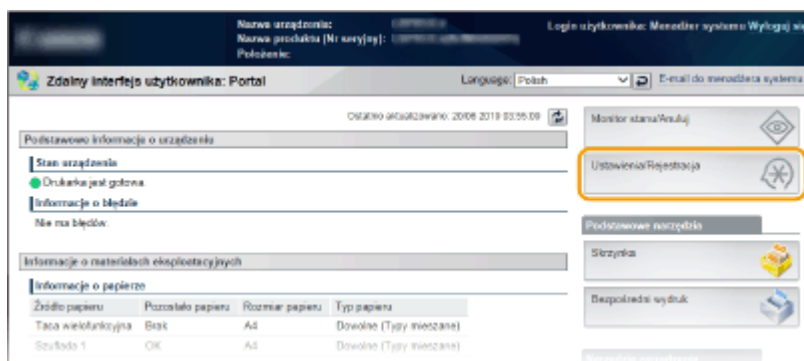 Nazwa urządzenia:
Nazwa produktu [Nr seryjny]:
Położenie:
Login użytkownika: Menedżer systemu Wyloguj się
Zdalny interfejs użytkownika: Portal
Language: Polish
E-mail do menadżera systemu
Ostatnio aktualizowano: 20/06 2019 03:55:09
Podstawowe informacje o urządzeniu
Stan urządzenia
Drukarka jest gotowa.
Informacje o błędzie
Nie ma błędów.
Informacje o materiałach eksploatacyjnych
Informacje o papierze
Źródło papieru Pozostało papieru Rozmiar papieru Typ papieru
Taca wielofunkcyjna Brak A4 Dowolne (Typy mieszane)
Szuflada 1 OK A4 Dowolne (Typy mieszane)
Monitor stanu/Anuluj
Ustawienia/Rejestracja
Podstawowe narzędzia
Skrzynka
Bezpośredni wydruk